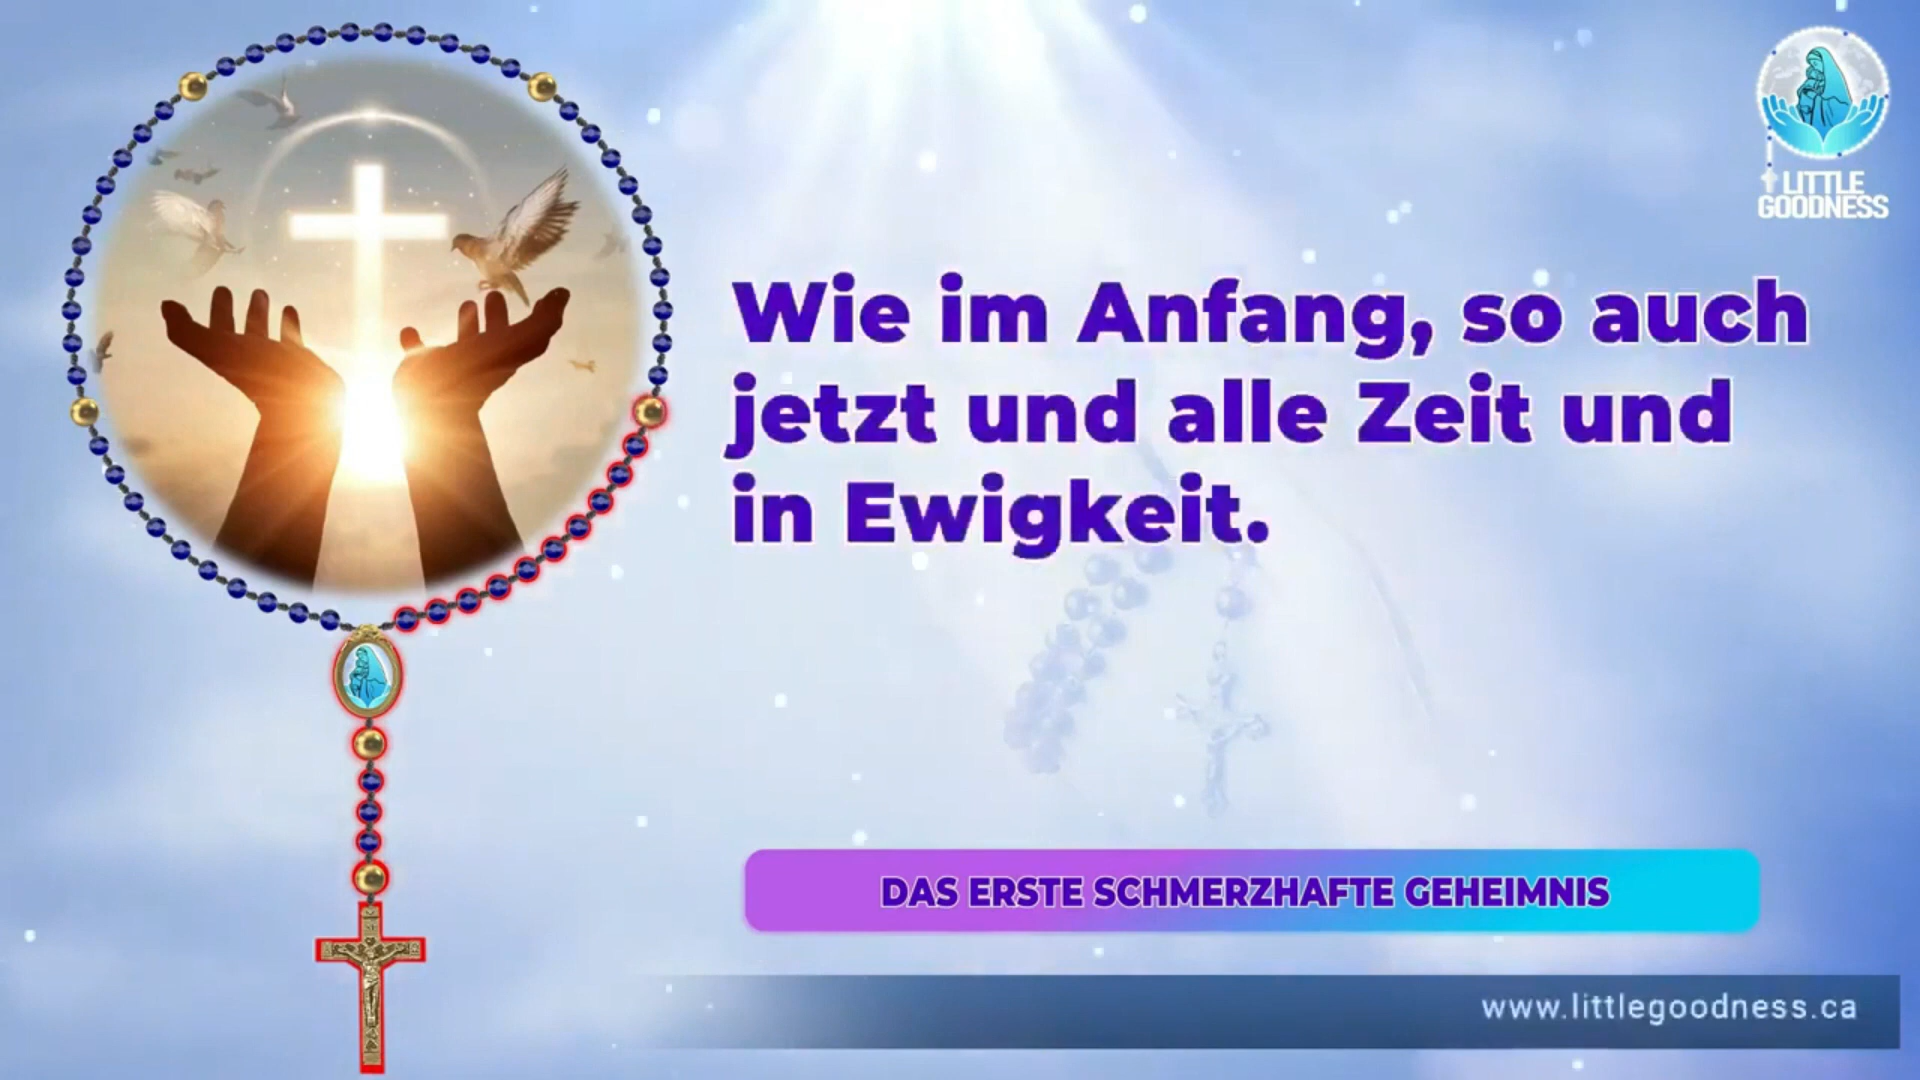 LITTLE
GOODNESS
Wie im Anfang, so auch
jetzt und alle Zeit und
in Ewigkeit.
DAS ERSTE SCHMERZHAFTE GEHEIMNIS
www.littlegoodness.ca